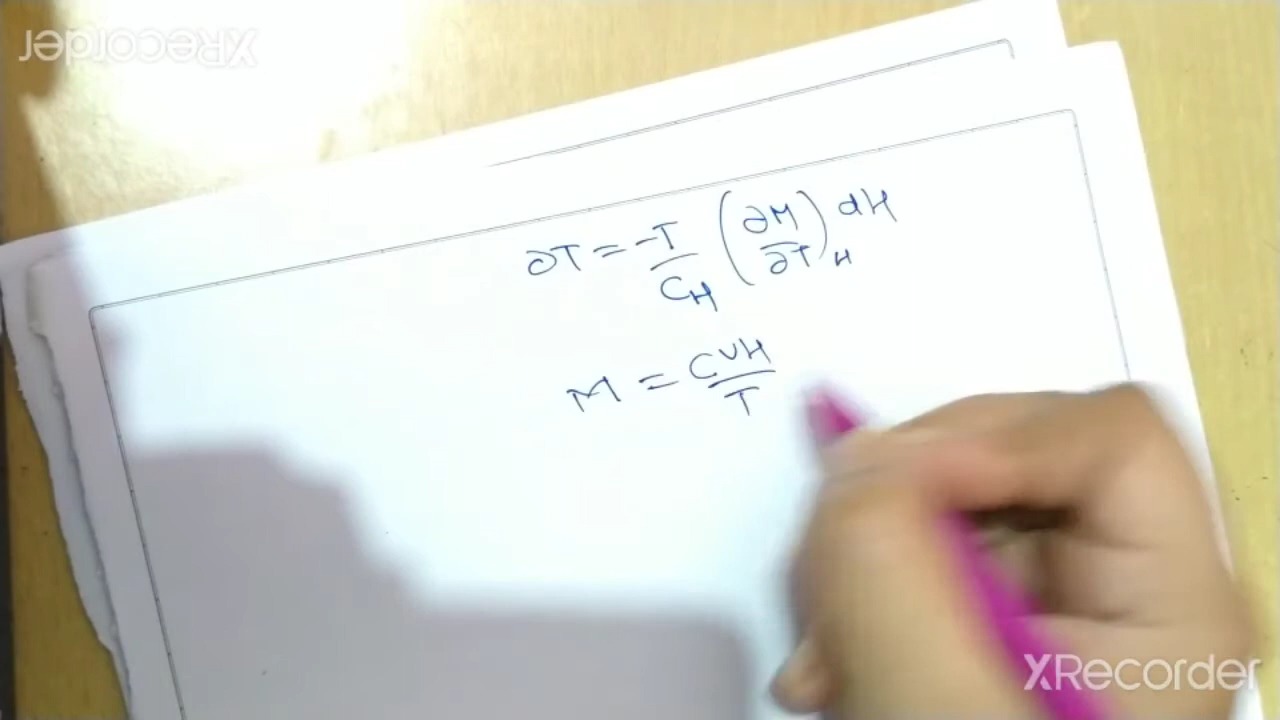 XRecorder
∂T = -T/C_H (∂M/∂T)_H dH
M = CVH/T
XRecorder